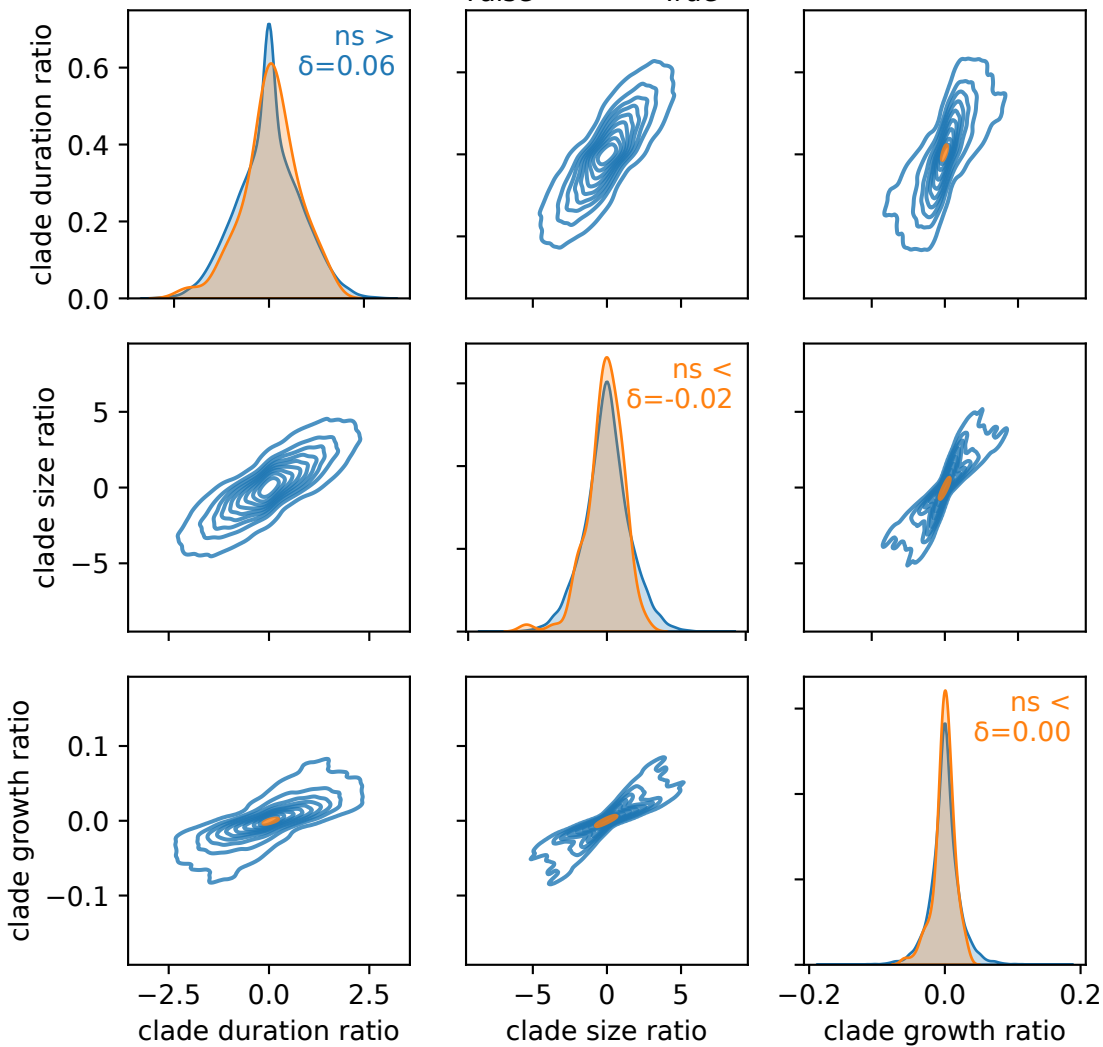 True
clade duration ratio
0.6
0.4
0.2
0.0
ns >
δ=0.06
clade size ratio
5
0
−5
ns <
δ=-0.02
clade growth ratio
0.1
0.0
−0.1
ns <
δ=0.00
−2.5 0.0 2.5
−5 0 5
−0.2 0.0 0.2
clade duration ratio
clade size ratio
clade growth ratio